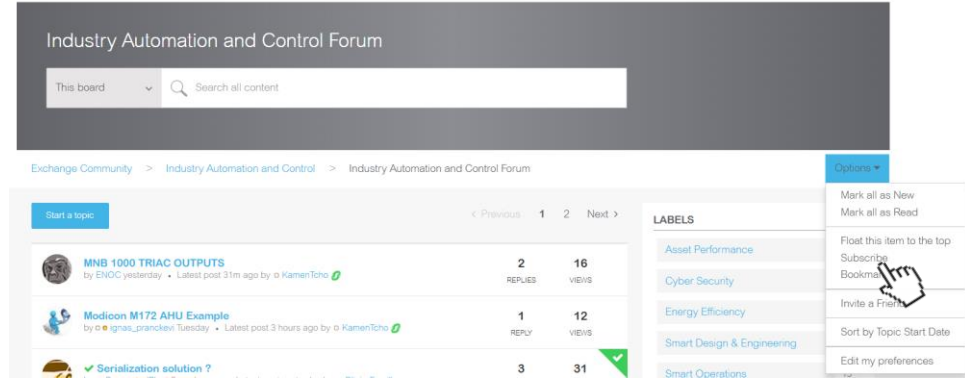 Industry Automation and Control Forum
This board
Search all content
Exchange Community > Industry Automation and Control > Industry Automation and Control Forum
Options
Mark all as New
Mark all as Read
Float this item to the top
Subscribe
Invite a Friend
Sort by Topic Start Date
Edit my preferences
Start a topic
< Previous 1 2 Next >
MNB 1000 TRIAC OUTPUTS
by ENOC yesterday • Latest post 31m ago by KamenTcho
2 REPLIES
16 VIEWS
Modicon M172 AHU Example
by ignas_pranckevi Tuesday • Latest post 3 hours ago by KamenTcho
1 REPLY
12 VIEWS
Serialization solution ?
3
31
LABELS
Asset Performance
Cyber Security
Energy Efficiency
Smart Design & Engineering
Smart Operations